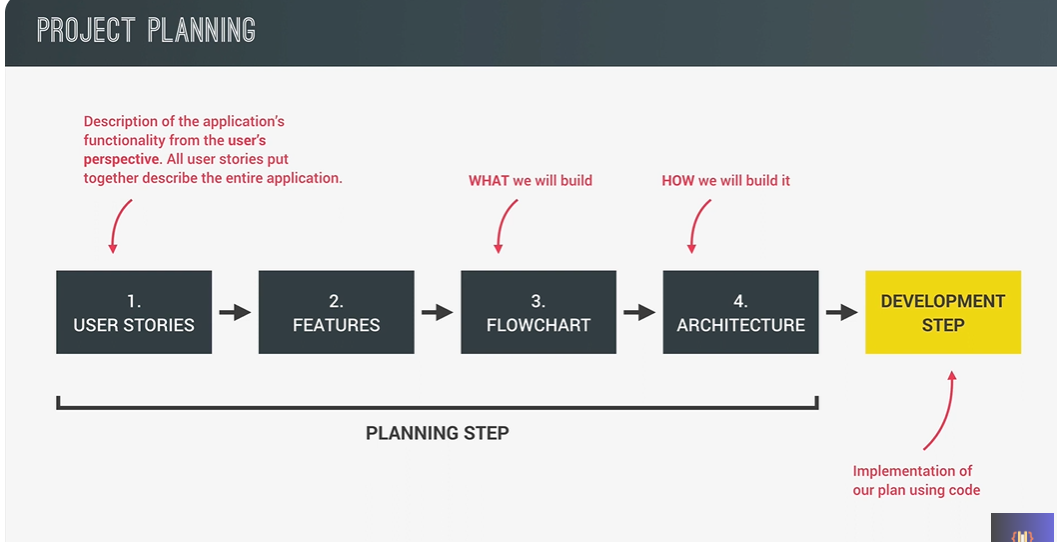 PROJECT PLANNING
Description of the application's
functionality from the user's
perspective. All user stories put
together describe the entire application.
WHAT we will build
HOW we will build it
1.
USER STORIES
2.
FEATURES
3.
FLOWCHART
4.
ARCHITECTURE
DEVELOPMENT
STEP
PLANNING STEP
Implementation of
our plan using code